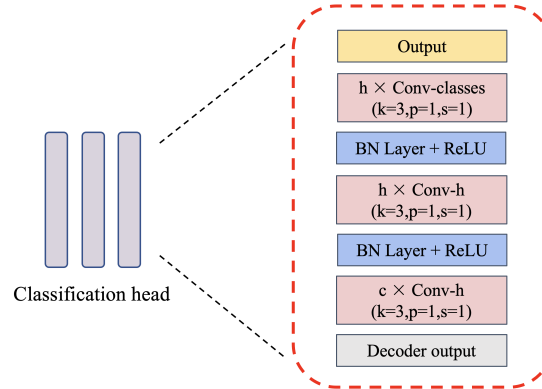 Output
h × Conv-classes
(k=3,p=1,s=1)
BN Layer + ReLU
h × Conv-h
(k=3,p=1,s=1)
BN Layer + ReLU
c × Conv-h
(k=3,p=1,s=1)
Decoder output
Classification head